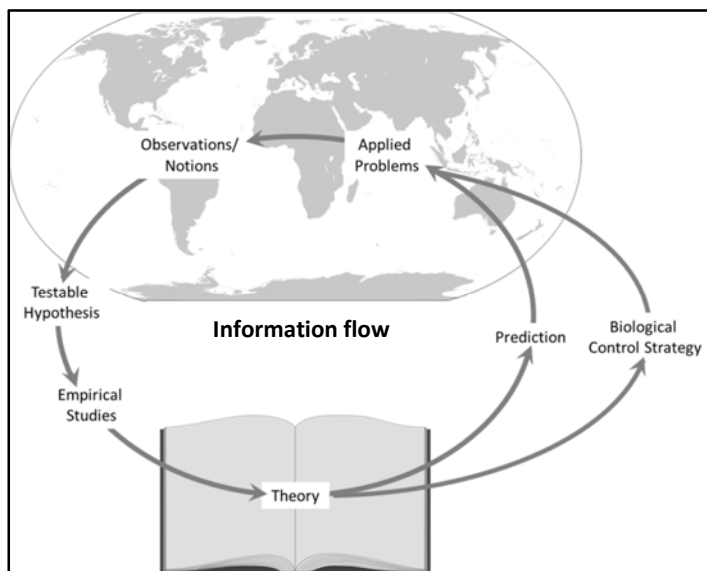 Observations/
Notions
Applied
Problems
Testable
Hypothesis
Information flow
Prediction
Biological
Control Strategy
Empirical
Studies
Theory